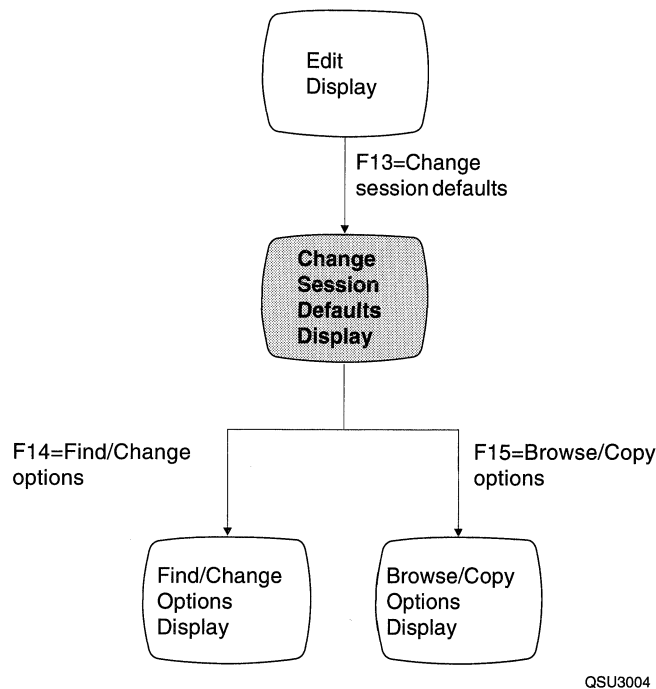 Edit
Display
F13=Change
session defaults
Change
Session
Defaults
Display
F14=Find/Change
options
F15=Browse/Copy
options
Find/Change
Options
Display
Browse/Copy
Options
Display
QSU3004